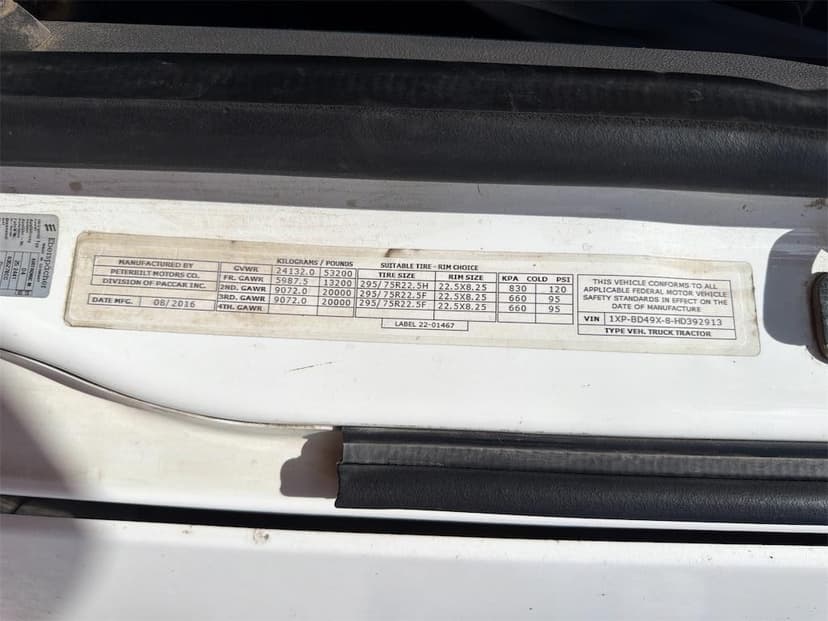 Eberspächer
MANUFACTURED BY
PETERBILT MOTORS CO.
DIVISION OF PACCAR INC.
DATE MFG. 08/2016
KILOGRAMS / POUNDS
GVWR 24132.0 53200
FR. GAWR 5987.5 13200
2ND. GAWR 9072.0 20000
3RD. GAWR 9072.0 20000
4TH. GAWR
SUITABLE TIRE - RIM CHOICE
TIRE SIZE RIM SIZE KPA COLD PSI
295/75R22.5H 22.5X8.25 830 120
295/75R22.5F 22.5X8.25 660 95
295/75R22.5F 22.5X8.25 660 95
LABEL 22-01467
THIS VEHICLE CONFORMS TO ALL
APPLICABLE FEDERAL MOTOR VEHICLE
SAFETY STANDARDS IN EFFECT ON THE
DATE OF MANUFACTURE
VIN 1XP-BD49X-8-HD392913
TYPE VEH. TRUCK TRACTOR